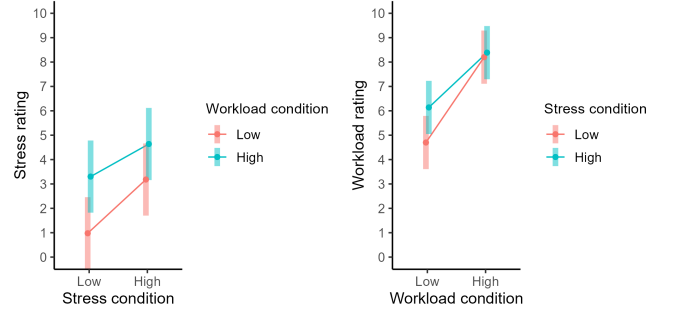 10
9
8
7
6
5
4
3
2
1
0
Stress rating
Low
High
Stress condition
Workload condition
Low
High
10
9
8
7
6
5
4
3
2
1
0
Workload rating
Low
High
Workload condition
Stress condition
Low
High